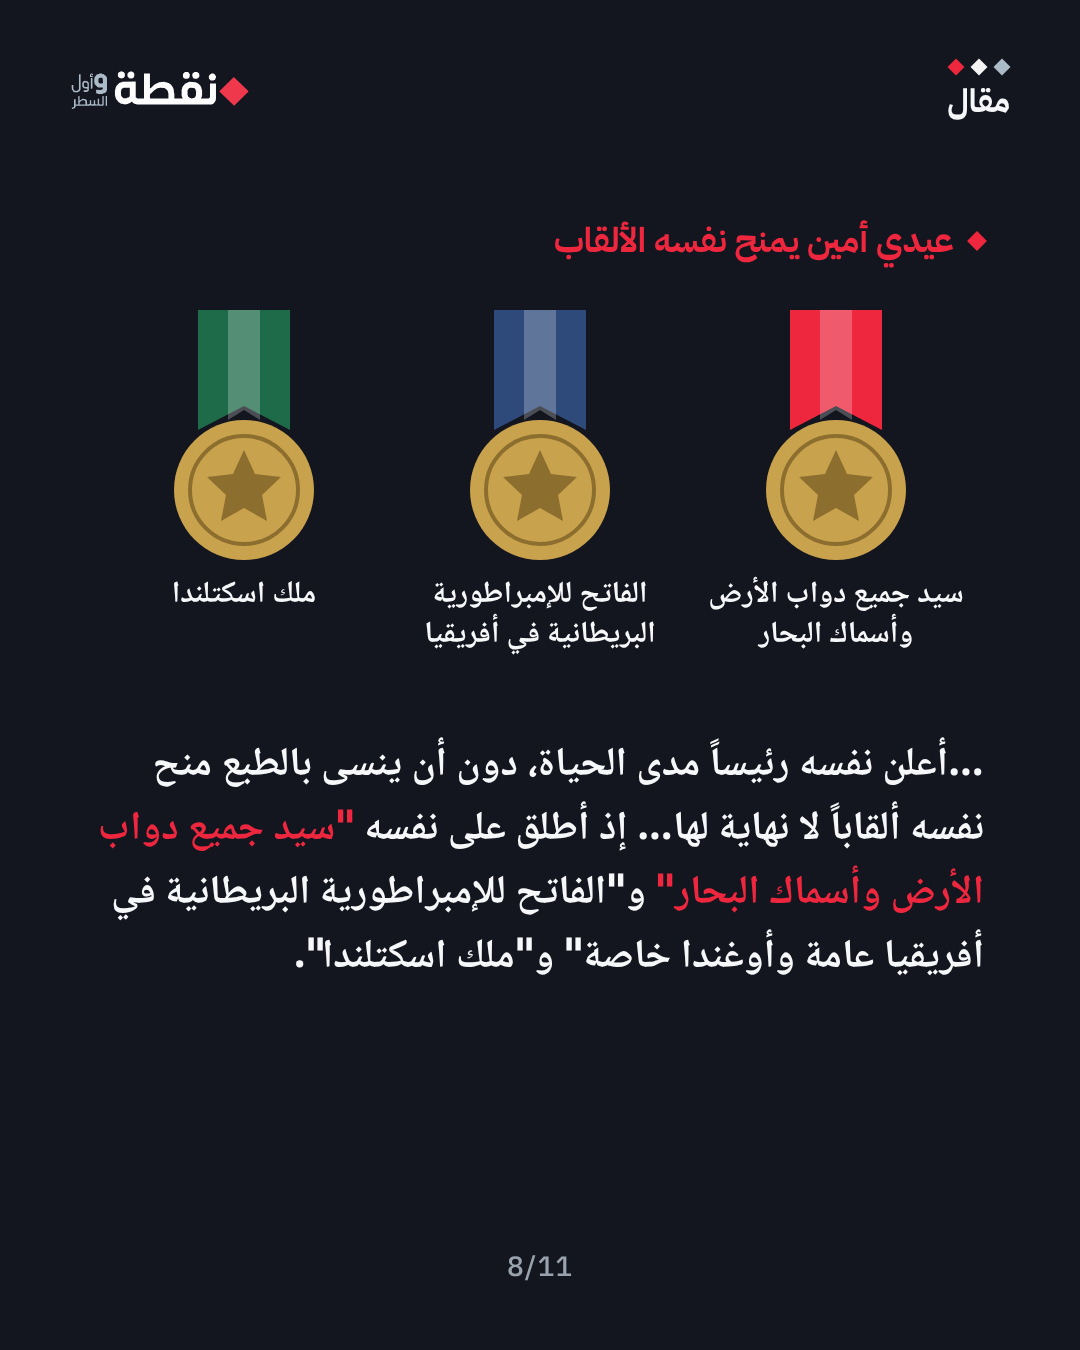 مقال
نقطة
وأول
السطر
عيدي أمين يمنح نفسه الألقاب
سيد جميع دواب الأرض
وأسماك البحار
الفاتح للإمبراطورية
البريطانية في أفريقيا
ملك اسكتلندا
...أعلن نفسه رئيساً مدى الحياة، دون أن ينسى بالطبع منح
نفسه ألقاباً لا نهاية لها... إذ أطلق على نفسه "سيد جميع دواب
الأرض وأسماك البحار" و"الفاتح للإمبراطورية البريطانية في
أفريقيا عامة وأوغندا خاصة" و"ملك اسكتلندا".
8/11